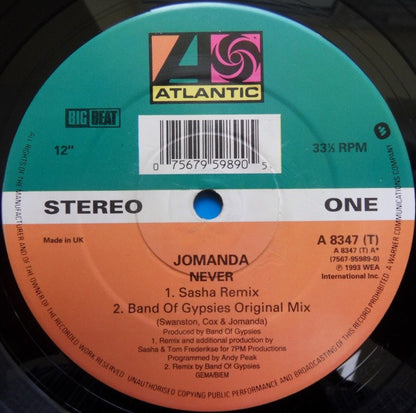 ATLANTIC
BIG BEAT
12"
0 75679 59890 5
33⅓ RPM
STEREO
ONE
Made in UK
JOMANDA
NEVER
A 8347 (T)
A 8347 (T) A*
(7567-95989-0)
℗ 1993 WEA
International Inc.
1. Sasha Remix
2. Band Of Gypsies Original Mix
(Swanston, Cox & Jomanda)
Produced by Band Of Gypsies
1. Remix and additional production by
Sasha & Tom Frederikse for 7PM Productions
Programmed by Andy Peak
2. Remix by Band Of Gypsies
GEMA/BIEM
ALL RIGHTS OF THE MANUFACTURER AND OF THE OWNER OF THE RECORDED WORK RESERVED. UNAUTHORISED COPYING PUBLIC PERFORMANCE AND BROADCASTING OF THIS RECORD PROHIBITED. A WARNER COMMUNICATIONS COMPANY